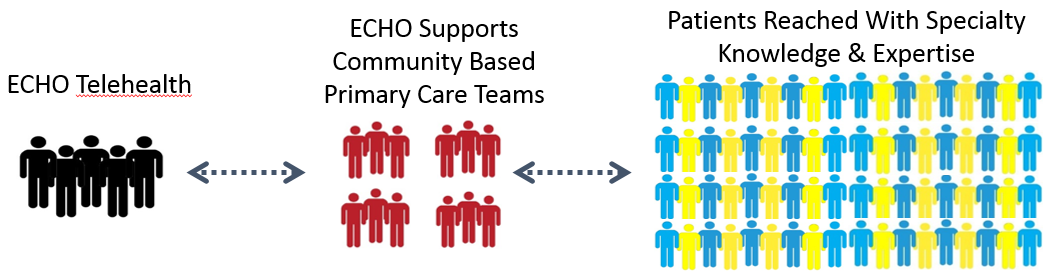 ECHO Telehealth
ECHO Supports
Community Based
Primary Care Teams
Patients Reached With Specialty
Knowledge & Expertise